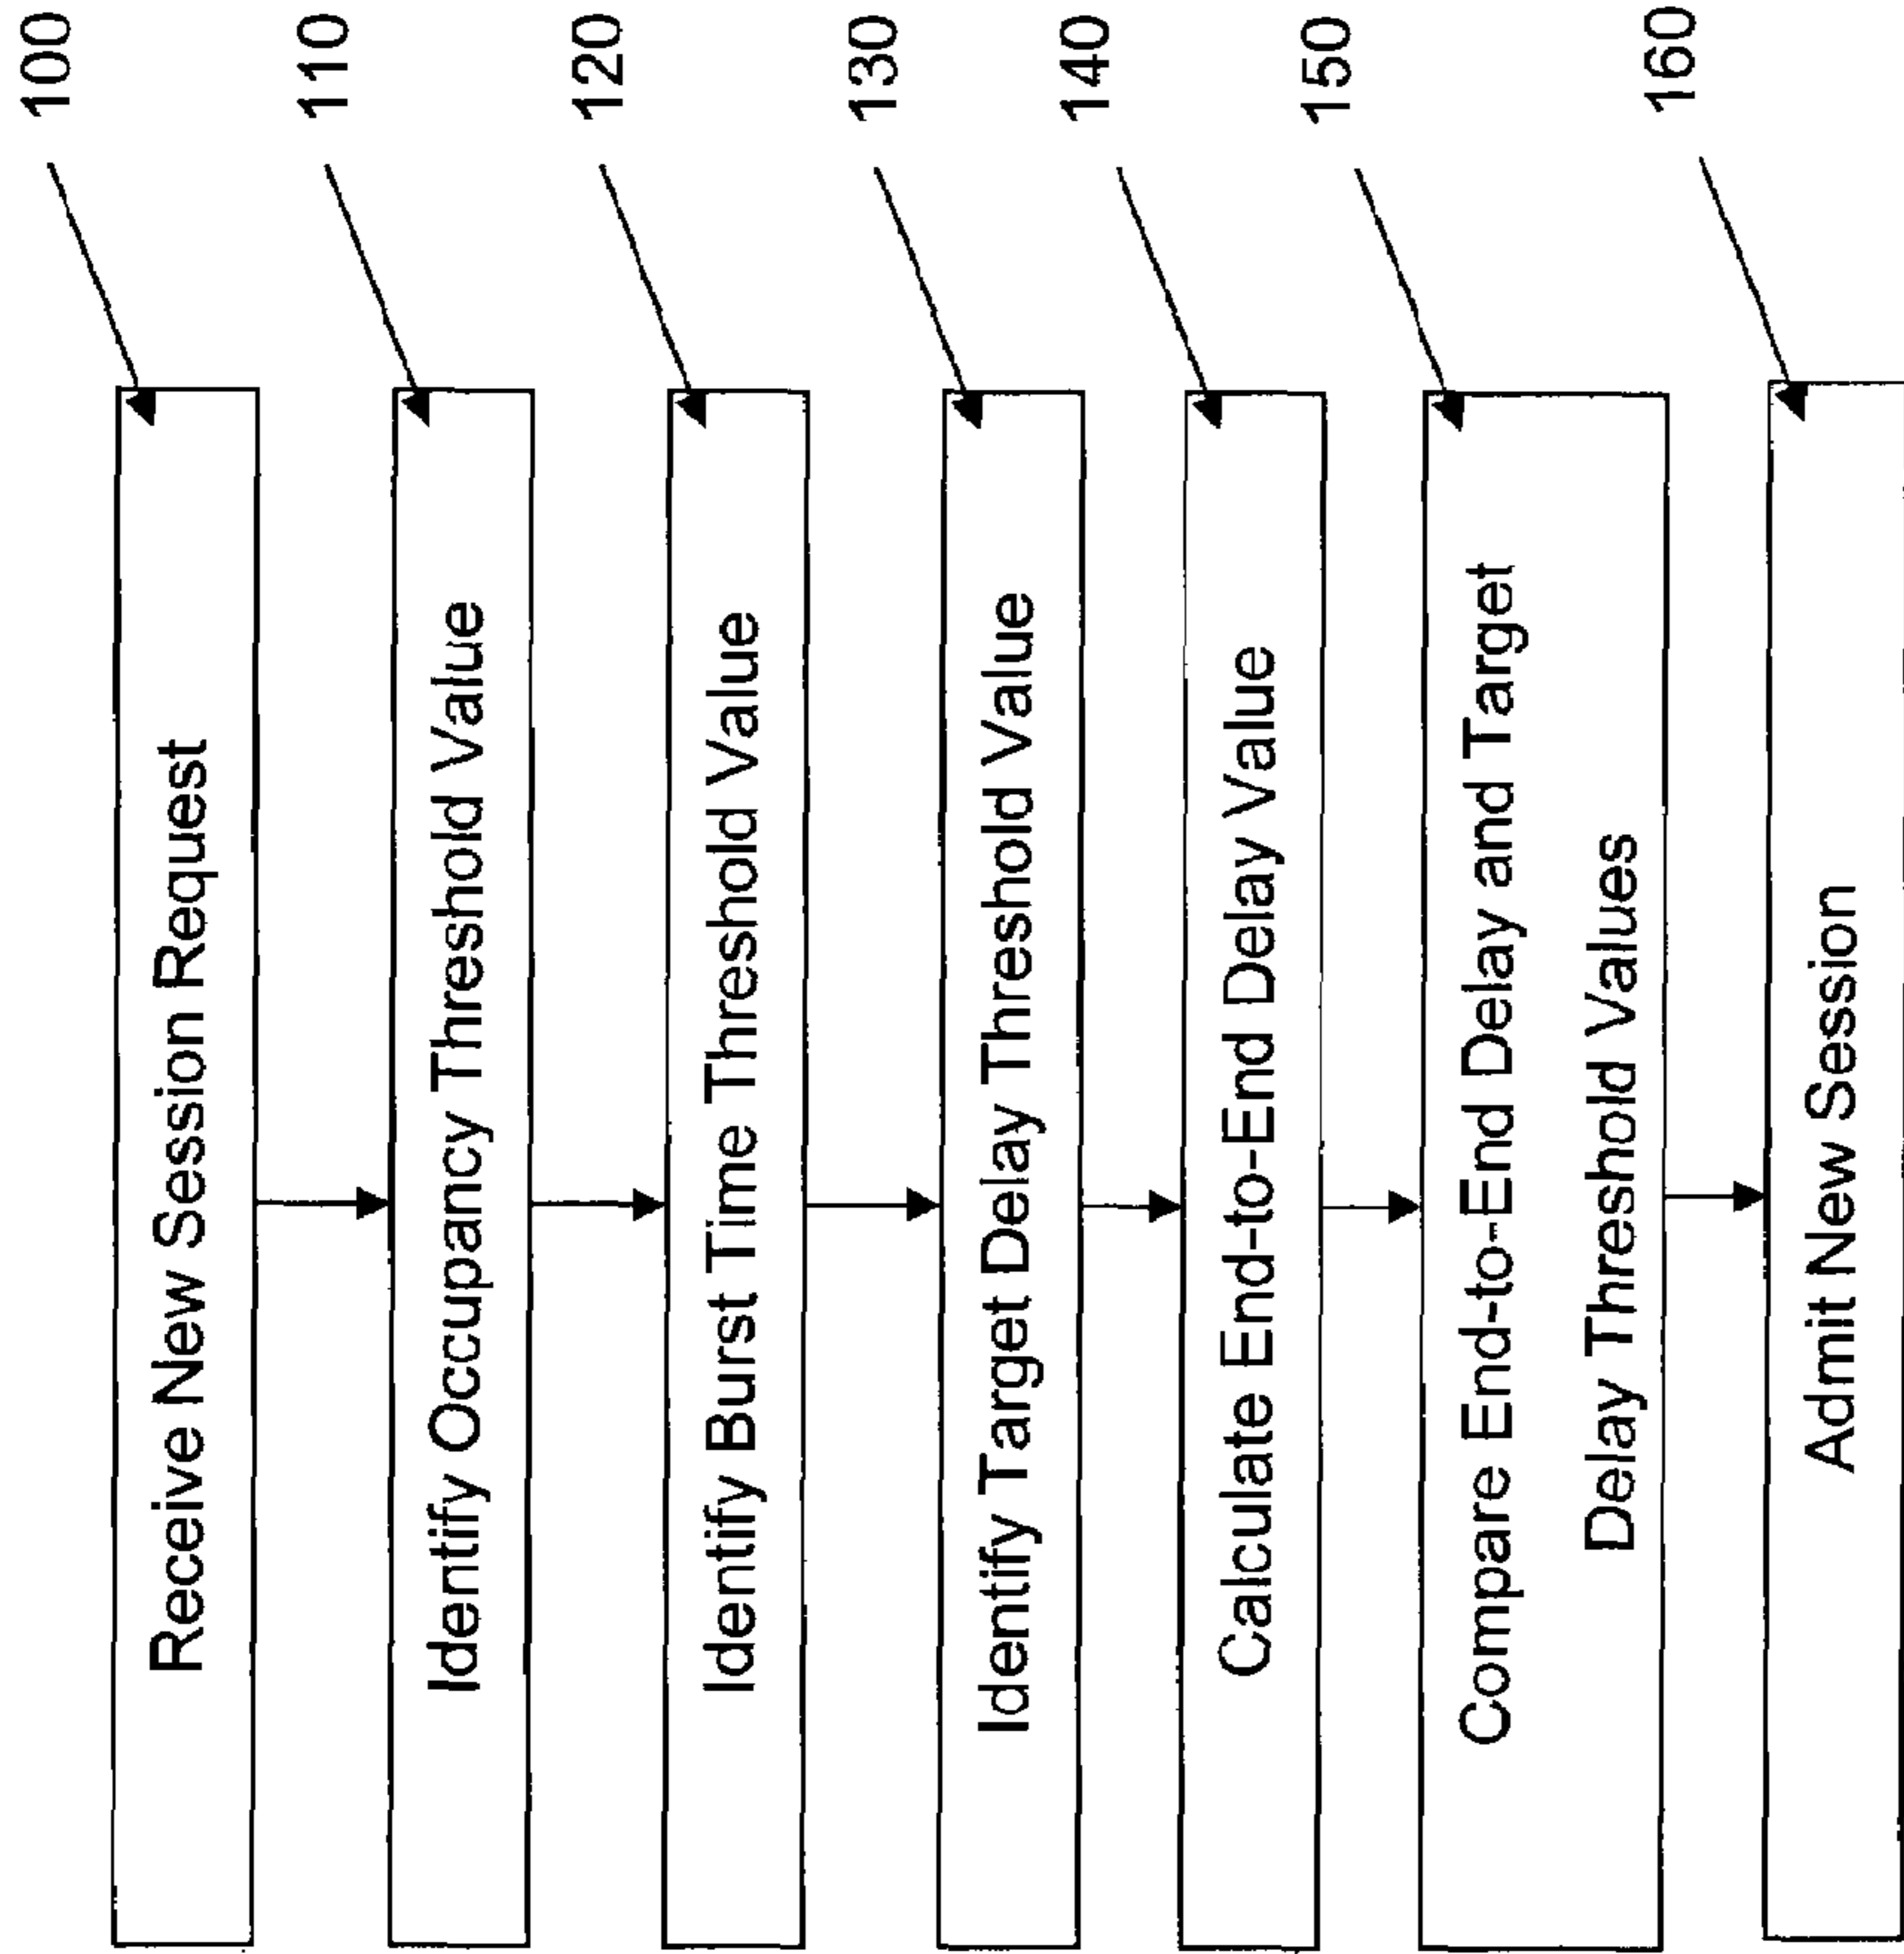 Receive New Session Request
100
Identify Occupancy Threshold Value
110
Identify Burst Time Threshold Value
120
Identify Target Delay Threshold Value
130
Calculate End-to-End Delay Value
140
Compare End-to-End Delay and Target
Delay Threshold Values
150
Admit New Session
160